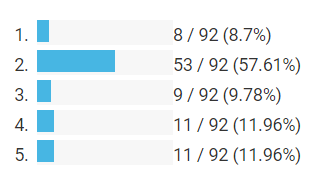 1. 8 / 92 (8.7%)
2. 53 / 92 (57.61%)
3. 9 / 92 (9.78%)
4. 11 / 92 (11.96%)
5. 11 / 92 (11.96%)